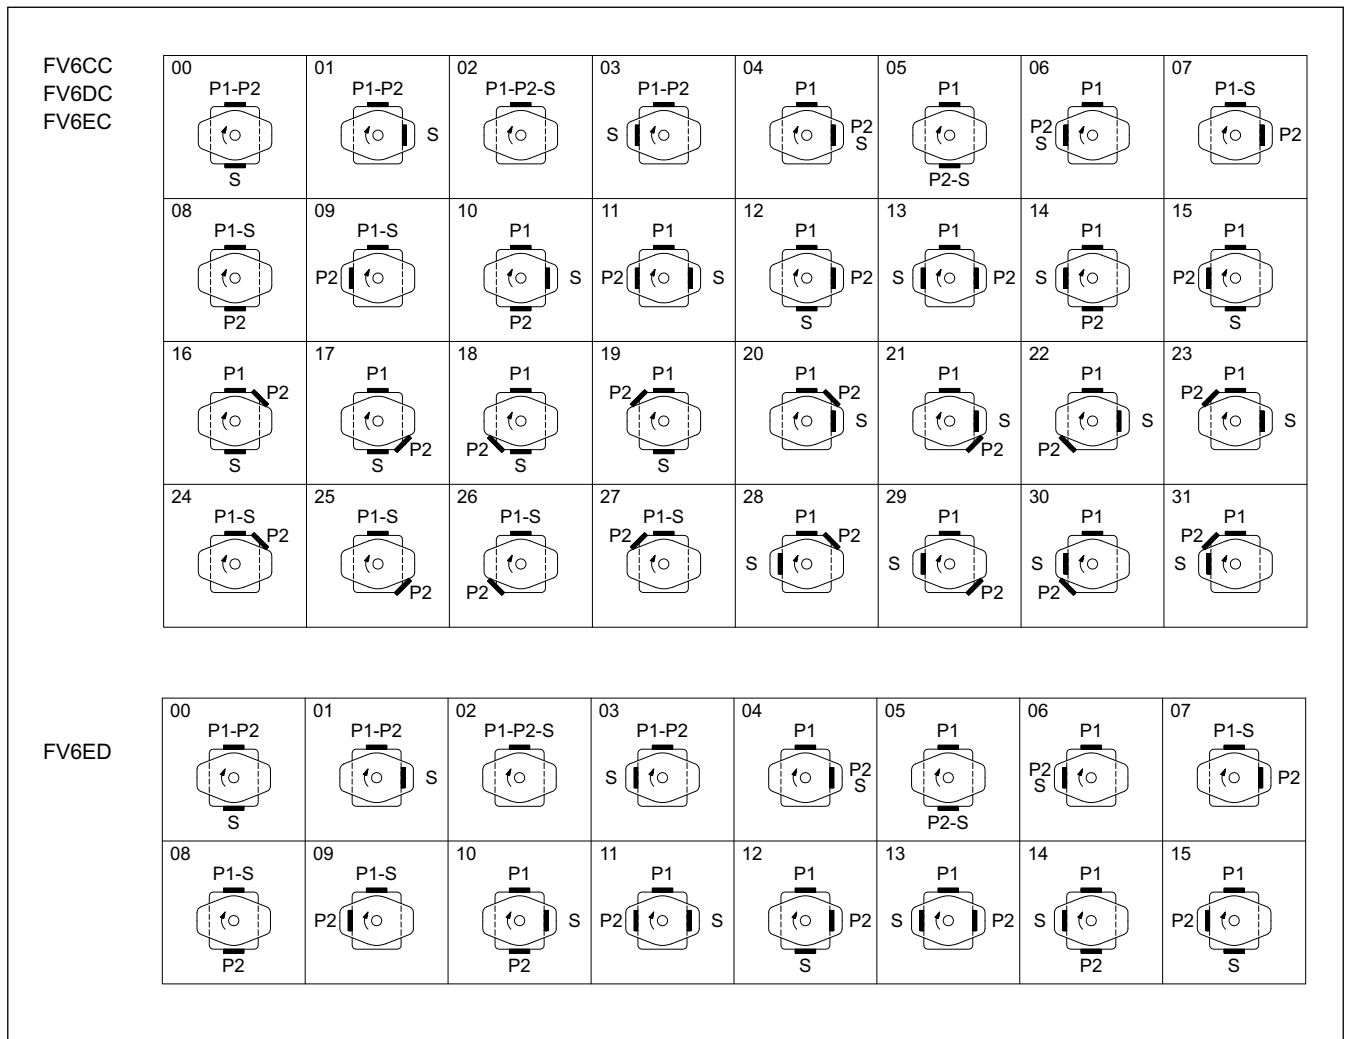 FV6CC
FV6DC
FV6EC
00 01 02 03 04 05 06 07
P1-P2 P1-P2 P1-P2-S P1-P2 P1 P1 P1 P1-S
S S P2 P2 P2
S S
S P2-S
08 09 10 11 12 13 14 15
P1-S P1-S P1 P1 P1 P1 P1 P1
P2 S P2 S P2 S P2 S P2
P2 P2 S P2 S
16 17 18 19 20 21 22 23
P1 P1 P1 P1 P1 P1 P1 P1
P2 P2 P2 P2
S S S S
P2 P2 P2 P2
S S S S
24 25 26 27 28 29 30 31
P1-S P1-S P1-S P1-S P1 P1 P1 P1
P2 P2 P2 P2
S S S S
P2 P2 P2 P2
FV6ED
00 01 02 03 04 05 06 07
P1-P2 P1-P2 P1-P2-S P1-P2 P1 P1 P1 P1-S
S S P2 P2 P2
S S
S P2-S
08 09 10 11 12 13 14 15
P1-S P1-S P1 P1 P1 P1 P1 P1
P2 S P2 S P2 S P2 S P2
P2 P2 S P2 S